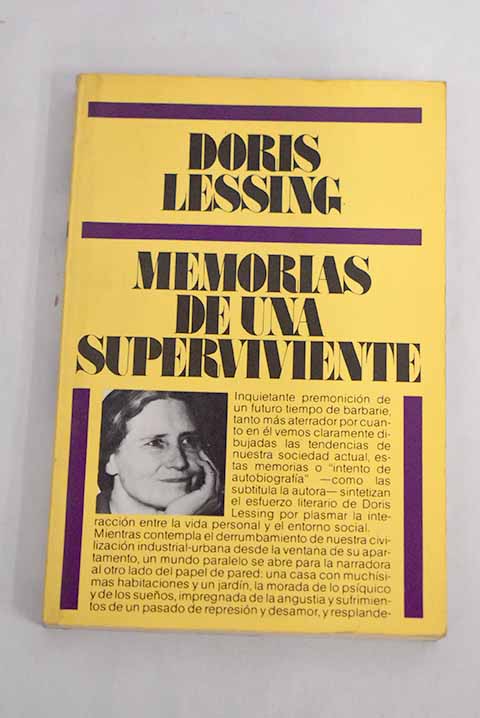 DORIS
LESSING
MEMORIAS
DE UNA
SUPERVIVIENTE
Inquietante premonición de
un futuro tiempo de barbarie,
tanto más aterrador por cuan-
to en él vemos claramente di-
bujadas las tendencias de
nuestra sociedad actual, es-
tas memorias o "intento de
autobiografía" —como las
subtitula la autora— sintetizan
el esfuerzo literario de Doris
Lessing por plasmar la inte-
racción entre la vida personal y el entorno social.
Mientras contempla el derrumbamiento de nuestra civi-
lización industrial-urbana desde la ventana de su apar-
tamento, un mundo paralelo se abre para la narradora
al otro lado del papel de pared: una casa con muchísi-
mas habitaciones y un jardín, la morada de lo psíquico
y de los sueños, impregnada de la angustia y sufrimien-
tos de un pasado de represión y desamor, y resplande-